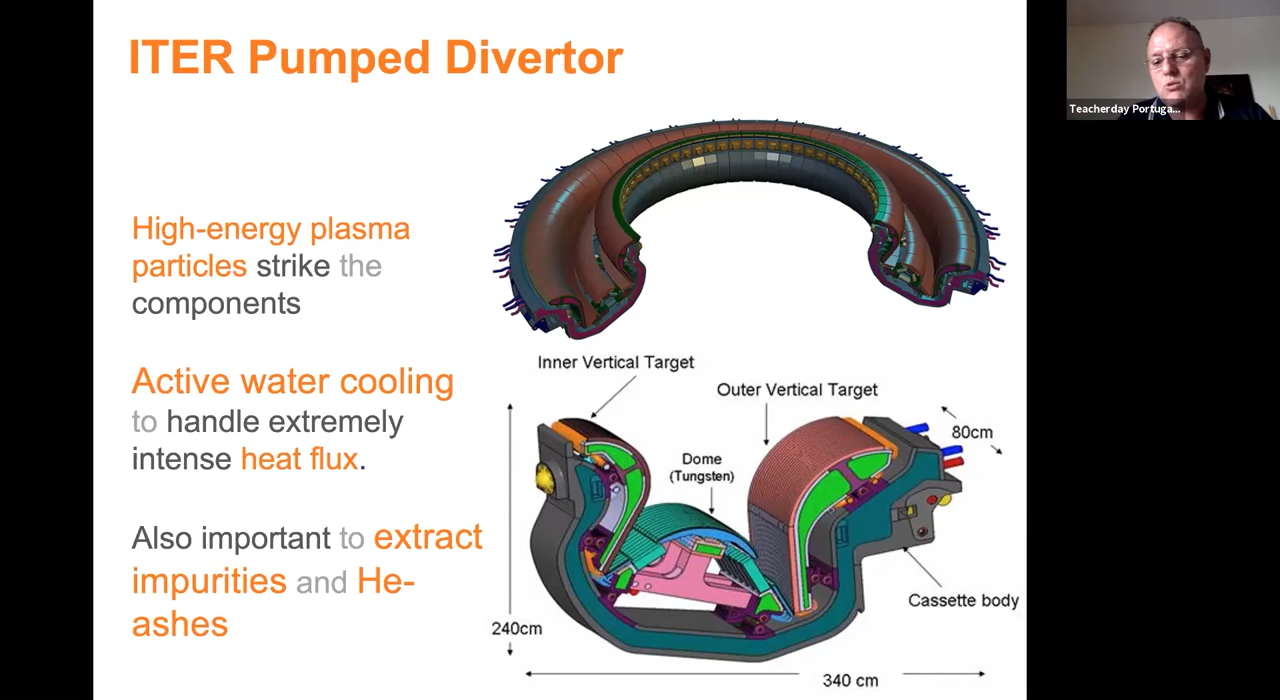 ITER Pumped Divertor
Teacherday Portuga...
High-energy plasma
particles strike the
components
Active water cooling
to handle extremely
intense heat flux.
Also important to extract
impurities and He-
ashes
Inner Vertical Target
Outer Vertical Target
80cm
Dome
(Tungsten)
Cassette body
240cm
340 cm